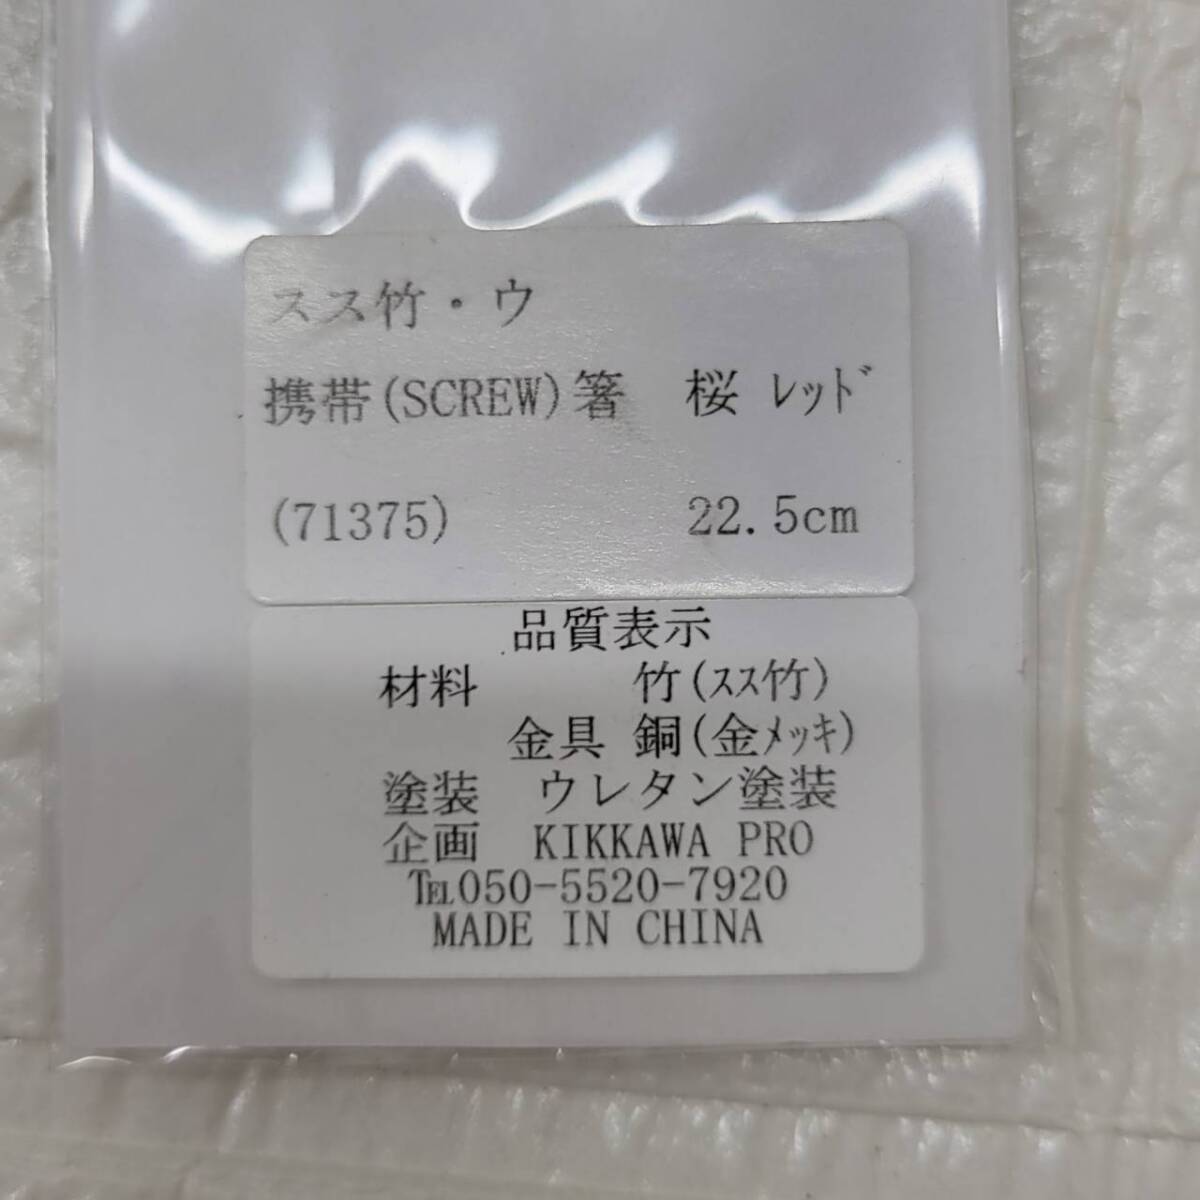 スス竹・ウ
携帯(SCREW)箸　桜 ﾚｯﾄﾞ
(71375)　22.5cm
品質表示
材料　竹(ｽｽ竹)
金具 銅(金ﾒｯｷ)
塗装　ウレタン塗装
企画　KIKKAWA PRO
℡050-5520-7920
MADE IN CHINA